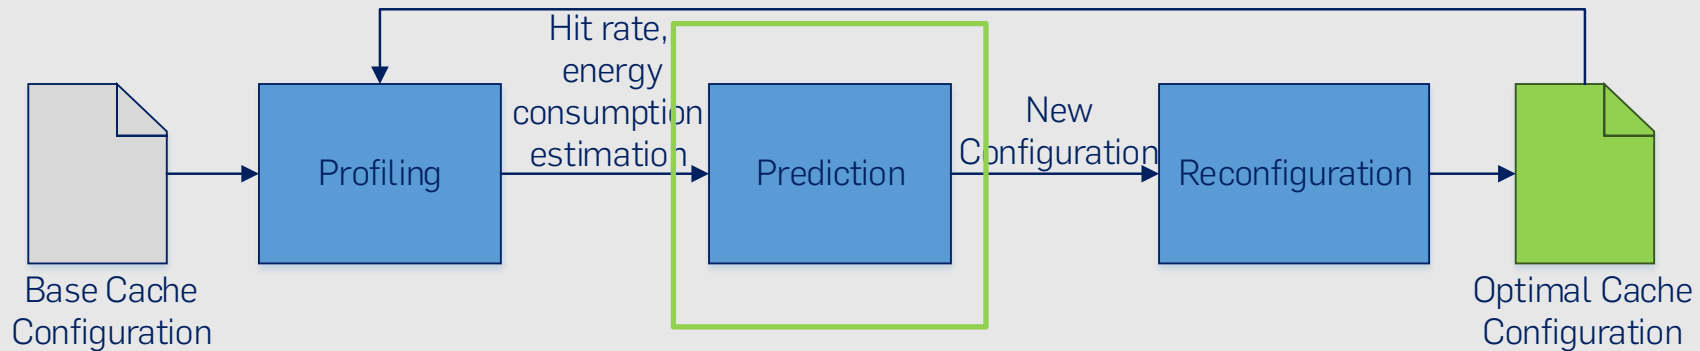 Base Cache
Configuration
Profiling
Hit rate,
energy
consumption
estimation
Prediction
New
Configuration
Reconfiguration
Optimal Cache
Configuration